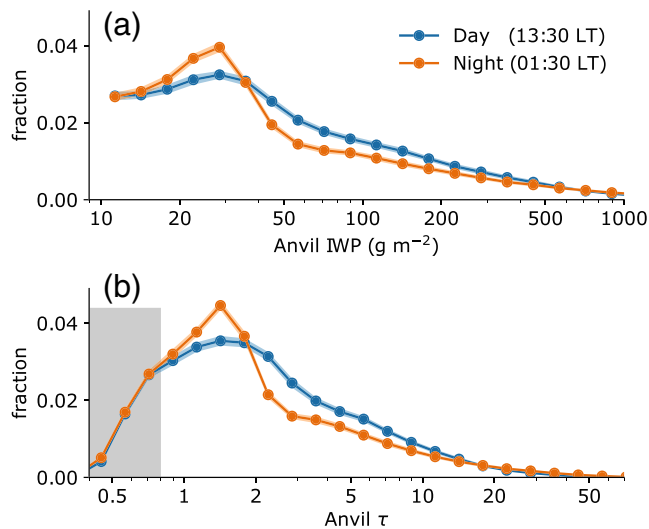 (a)
Day (13:30 LT)
Night (01:30 LT)
fraction
0.04
0.02
0.00
10 20 50 100 200 500 1000
Anvil IWP (g m⁻²)
(b)
fraction
0.04
0.02
0.00
0.5 1 2 5 10 20 50
Anvil τ